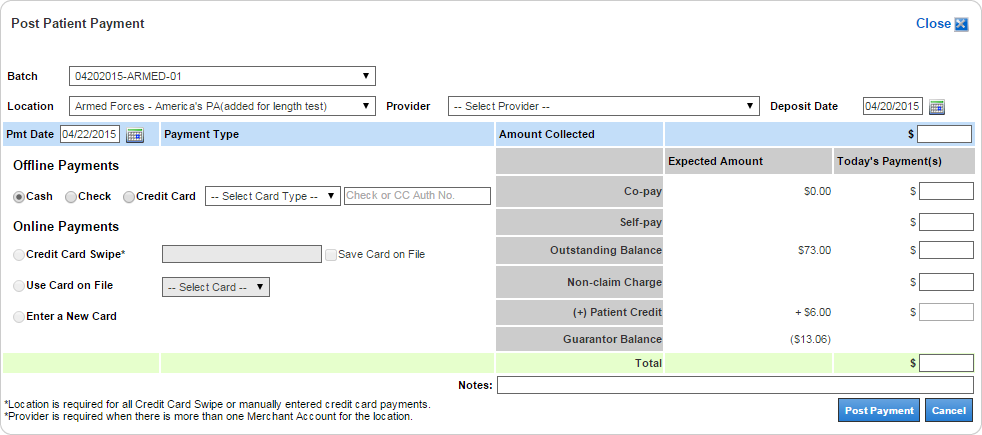 Post Patient Payment Close
Batch 04202015-ARMED-01
Location Armed Forces - America's PA(added for length test) Provider -- Select Provider -- Deposit Date 04/20/2015
Pmt Date 04/22/2015 Payment Type Amount Collected $
Offline Payments Expected Amount Today's Payment(s)
Cash Check Credit Card -- Select Card Type -- Check or CC Auth No. Co-pay $0.00 $
Self-pay $
Online Payments
Credit Card Swipe* Save Card on File Outstanding Balance $73.00 $
Use Card on File -- Select Card -- Non-claim Charge $
Enter a New Card (+) Patient Credit + $6.00 $
Guarantor Balance ($13.06)
Total $
Notes:
*Location is required for all Credit Card Swipe or manually entered credit card payments.
*Provider is required when there is more than one Merchant Account for the location.
Post Payment Cancel